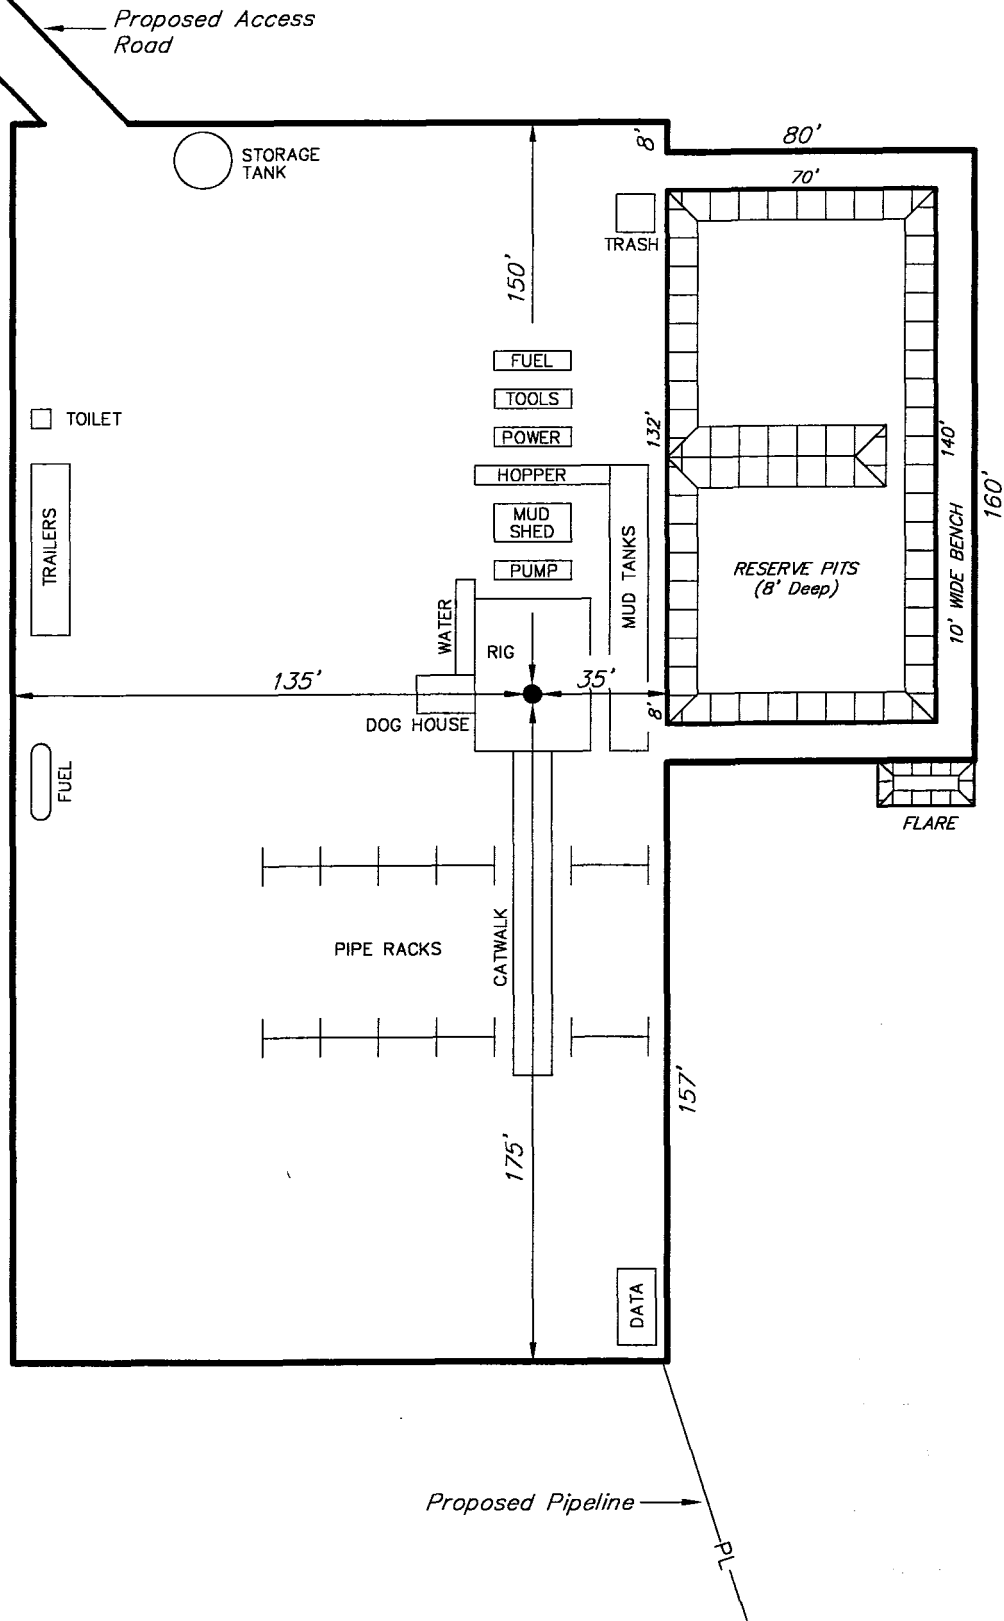 Proposed Access
Road
8'
80'
70'
STORAGE
TANK
TRASH
150'
FUEL
TOOLS
POWER
HOPPER
MUD
SHED
PUMP
TOILET
TRAILERS
132'
140'
160'
10' WIDE BENCH
MUD TANKS
RESERVE PITS
(8' Deep)
WATER
RIG
135'
35'
8'
DOG HOUSE
FUEL
FLARE
PIPE RACKS
CATWALK
157'
175'
DATA
Proposed Pipeline
PL